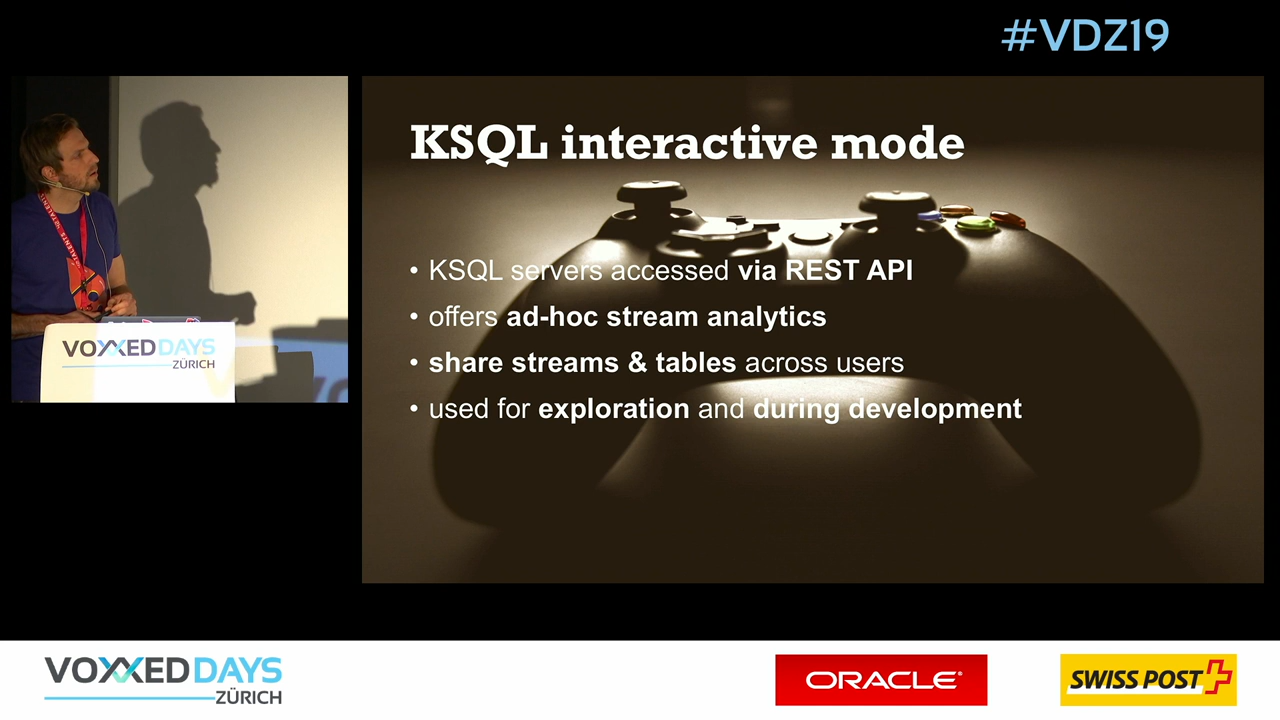 #VDZ19
KSQL interactive mode
• KSQL servers accessed via REST API
• offers ad-hoc stream analytics
• share streams & tables across users
• used for exploration and during development
VOXXED DAYS
ZÜRICH
VOXXED DAYS
ZÜRICH
ORACLE®
SWISS POST